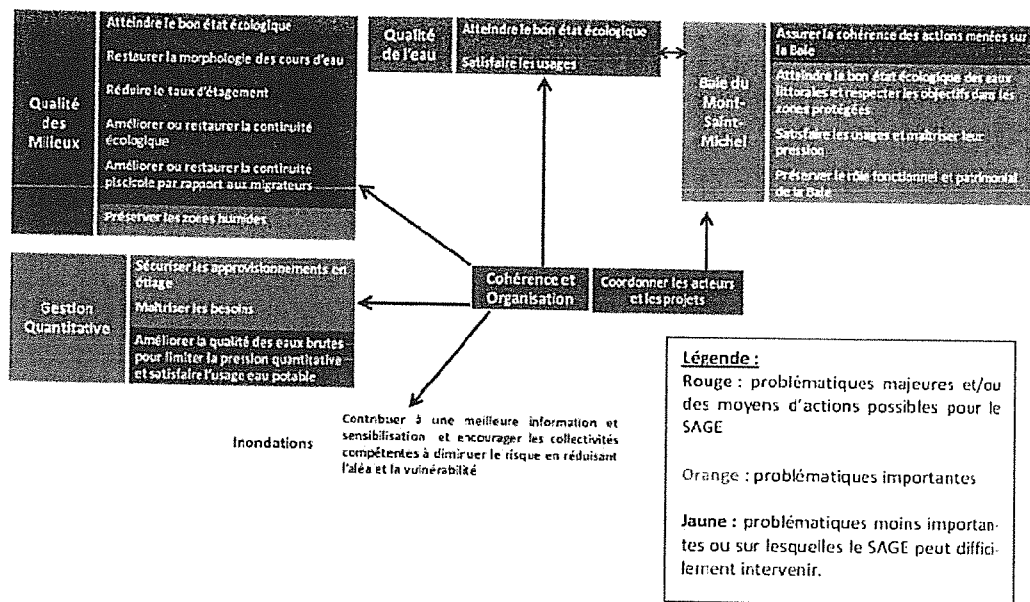 Qualité
des
Milieux
Atteindre le bon état écologique
Restaurer la morphologie des cours d'eau
Réduire le taux d'étagement
Améliorer ou restaurer la continuité
écologique
Améliorer ou restaurer la continuité
piscicole par rapport aux migrateurs
Préserver les zones humides
Qualité
de l'eau
Atteindre le bon état écologique
Satisfaire les usages
Baie du
Mont-
Saint-
Michel
Assurer la cohérence des actions menées sur
la Baie
Atteindre le bon état écologique des eaux
littorales et respecter les objectifs dans les
zones protégées
Satisfaire les usages et maîtriser leur
pression
Préserver le rôle fonctionnel et patrimonial
de la Baie
Gestion
Quantitative
Sécuriser les approvisionnements en
étiage
Maîtriser les besoins
Améliorer la qualité des eaux brutes
pour limiter la pression quantitative
et satisfaire l'usage eau potable
Cohérence et
Organisation
Coordonner les acteurs
et les projets
Inondations
Contribuer à une meilleure information et
sensibilisation et encourager les collectivités
compétentes à diminuer le risque en réduisant
l'aléa et la vulnérabilité
Légende :
Rouge : problématiques majeures et/ou
des moyens d'actions possibles pour le
SAGE
Orange : problématiques importantes
Jaune : problématiques moins importan-
tes ou sur lesquelles le SAGE peut diffici-
lement intervenir.